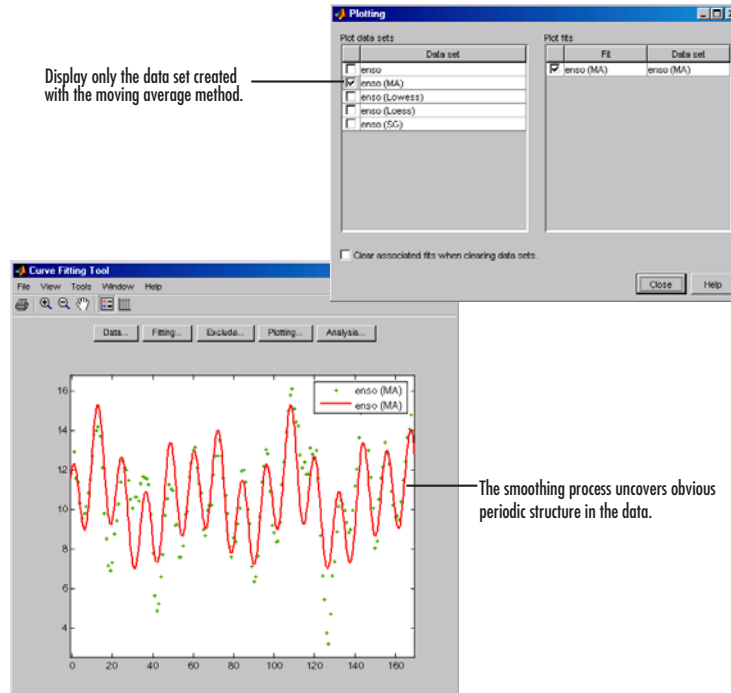 Plotting
Plot data sets
Plot fits
Data set
Fit
Data set
enso
enso (MA)
enso (Lowess)
enso (Loess)
enso (SG)
enso (MA)
enso (MA)
Clear associated fits when clearing data sets.
Close
Help
Display only the data set created
with the moving average method.
Curve Fitting Tool
File View Tools Window Help
Data...
Fitting...
Exclude...
Plotting...
Analysis...
enso (MA)
enso (MA)
16
14
12
10
8
6
4
0 20 40 60 80 100 120 140 160
The smoothing process uncovers obvious
periodic structure in the data.